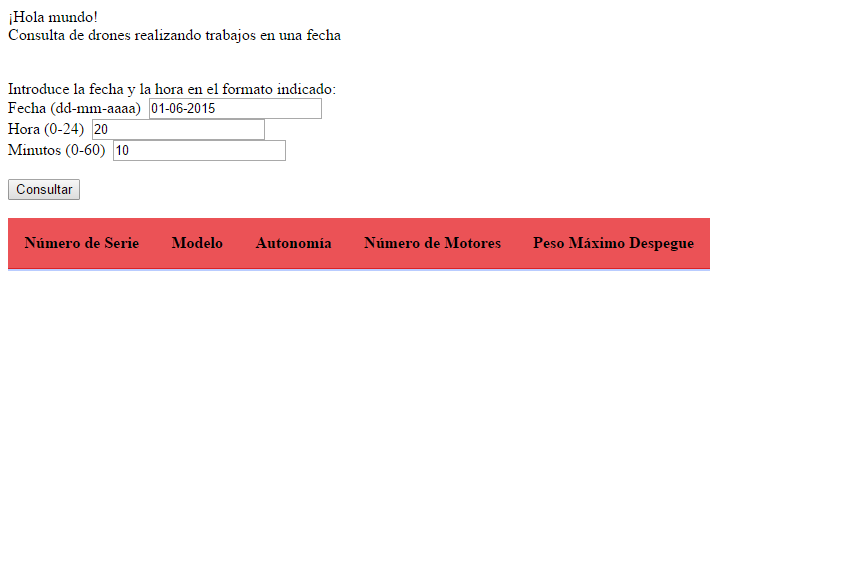 ¡Hola mundo!
Consulta de drones realizando trabajos en una fecha
Introduce la fecha y la hora en el formato indicado:
Fecha (dd-mm-aaaa) 01-06-2015
Hora (0-24) 20
Minutos (0-60) 10
Consultar
Número de Serie Modelo Autonomía Número de Motores Peso Máximo Despegue